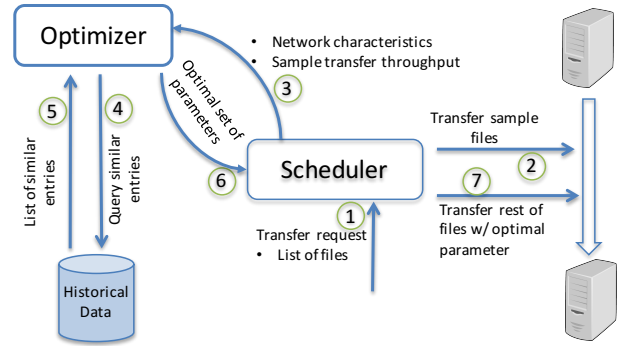 Optimizer
• Network characteristics
• Sample transfer throughput
3
Optimal set of
parameters
5
4
List of similar
entries
Query similar
entries
6
Scheduler
Transfer sample
files
2
7
Transfer rest of
files w/ optimal
parameter
1
Transfer request
• List of files
Historical
Data